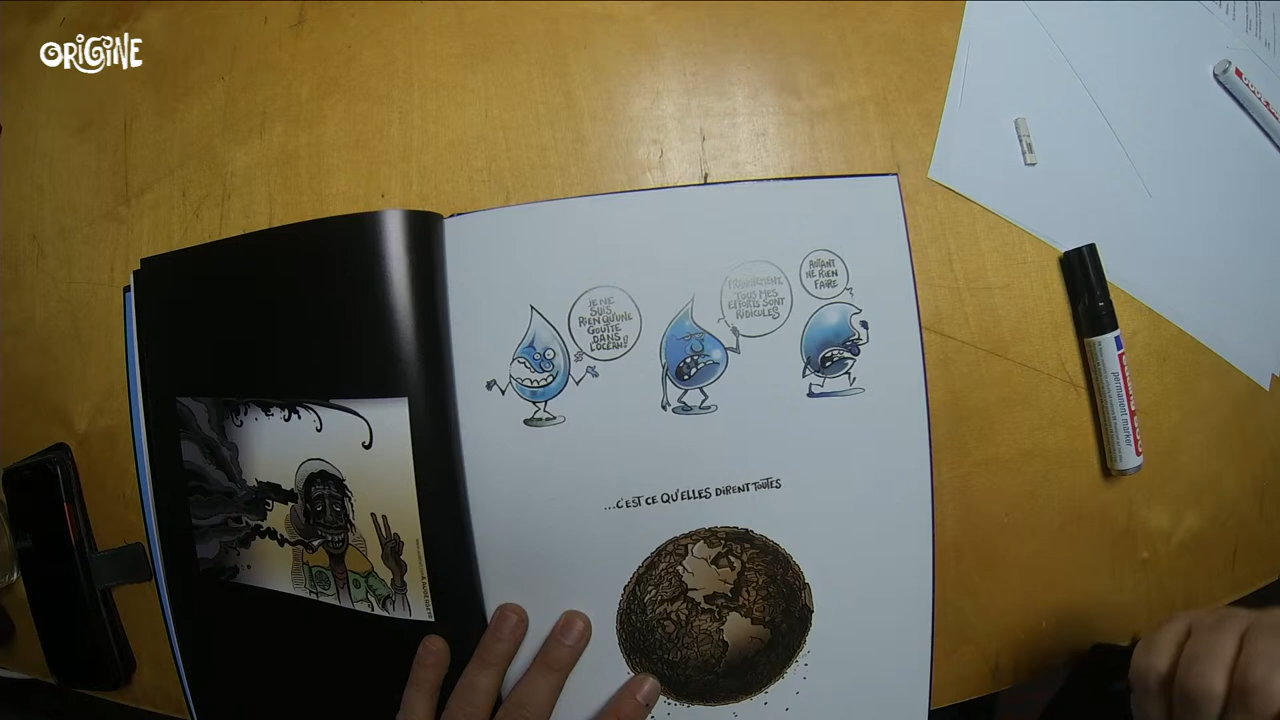 ORIGINE
JE NE
SUIS
RIEN QU'UNE
GOUTTE
DANS
L'OCÉAN!!
FRANCHEMENT,
TOUS MES
EFFORTS SONT
RIDICULES
AUTANT
NE RIEN
FAIRE
...C'EST CE QU'ELLES DIRENT TOUTES
permanent marker